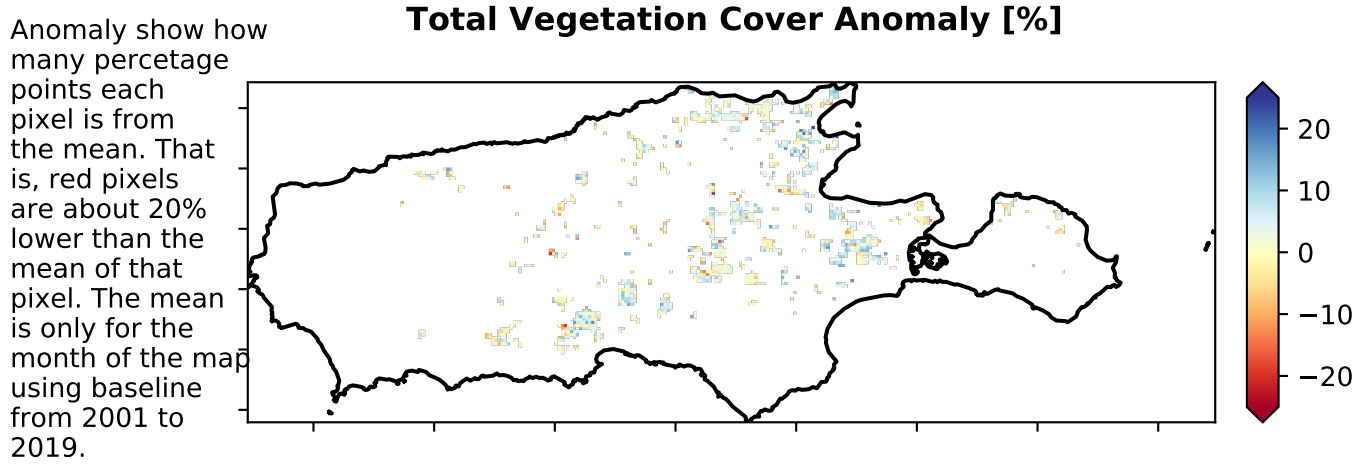 Total Vegetation Cover Anomaly [%]
Anomaly show how
many percetage
points each
pixel is from
the mean. That
is, red pixels
are about 20%
lower than the
mean of that
pixel. The mean
is only for the
month of the map
using baseline
from 2001 to
2019.
20
10
0
−10
−20